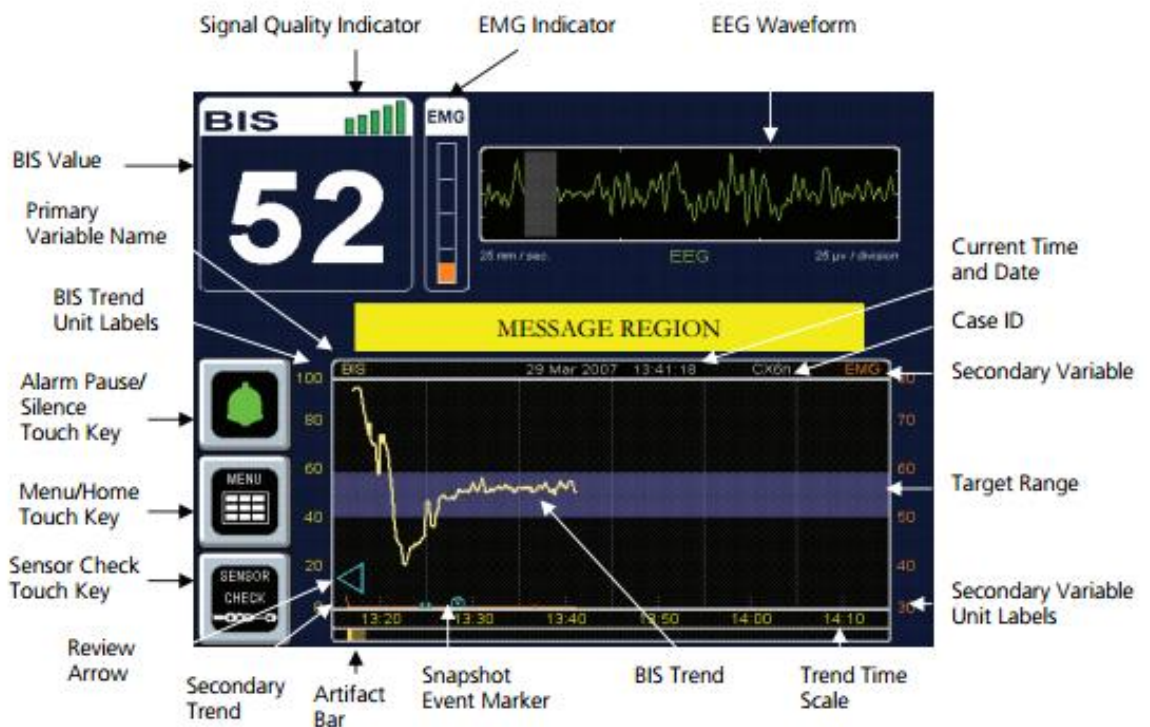 Signal Quality Indicator
EMG Indicator
EEG Waveform
BIS
EMG
BIS Value
52
Primary
Variable Name
25 mm / sec.
EEG
25 µv / division
Current Time
and Date
BIS Trend
Unit Labels
MESSAGE REGION
Case ID
BIS
29 Mar 2007 13:41:18
CX6n
EMG
Secondary Variable
Alarm Pause/
Silence
Touch Key
100
80
60
40
20
0
80
70
60
50
40
30
MENU
Menu/Home
Touch Key
Target Range
Sensor Check
Touch Key
SENSOR
CHECK
Secondary Variable
Unit Labels
13:20
13:30
13:40
13:50
14:00
14:10
Review
Arrow
Secondary
Trend
Artifact
Bar
Snapshot
Event Marker
BIS Trend
Trend Time
Scale